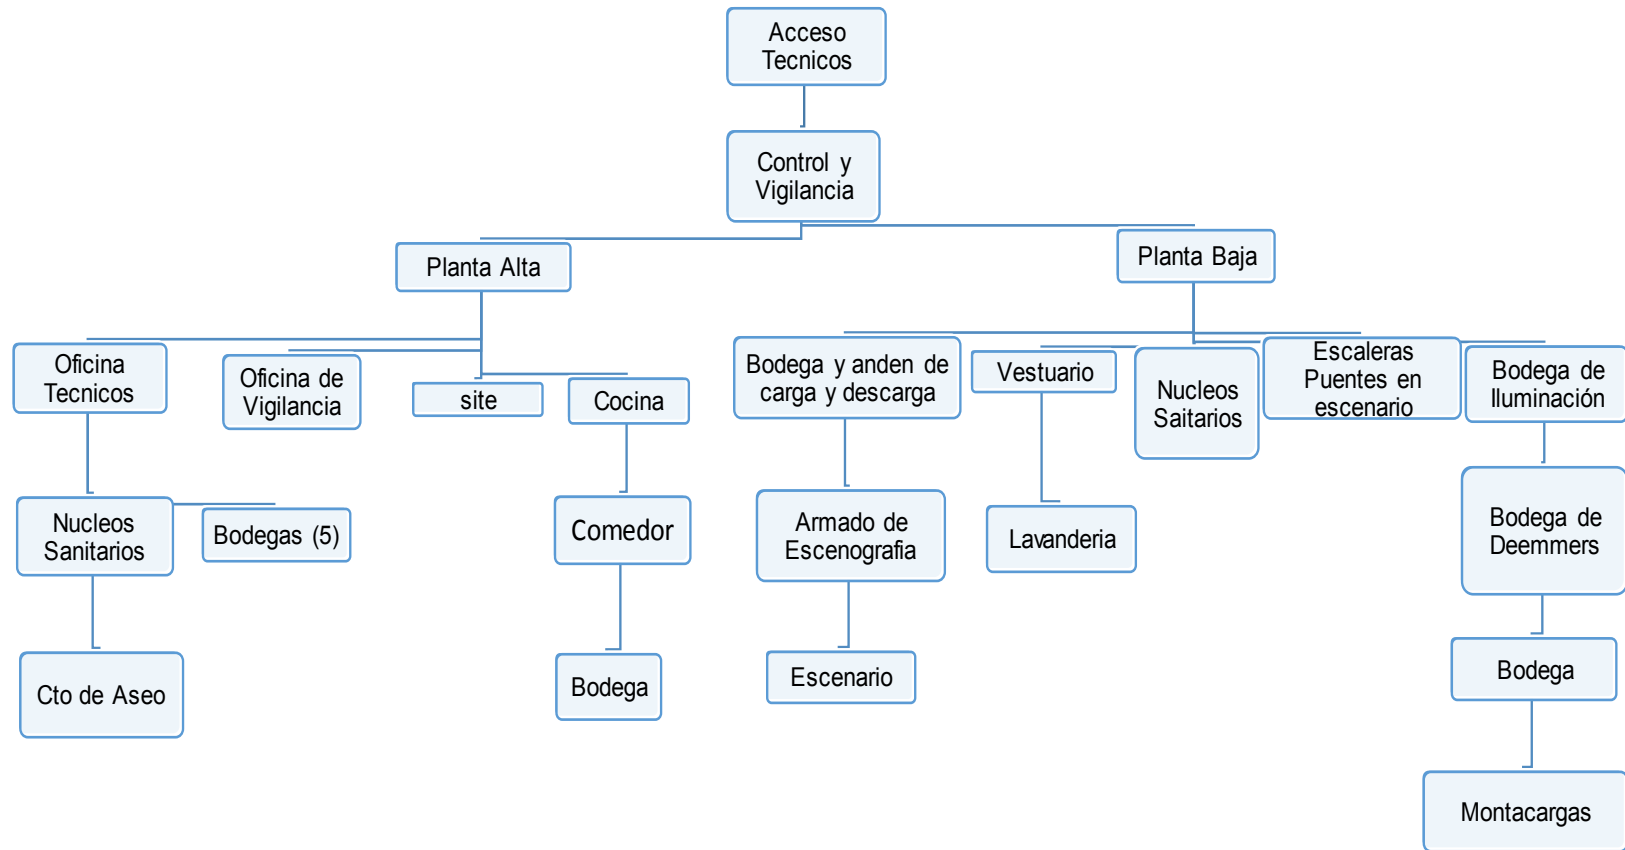 Acceso
Tecnicos
Control y
Vigilancia
Planta Alta
Planta Baja
Oficina
Tecnicos
Oficina de
Vigilancia
site
Cocina
Bodega y anden de
carga y descarga
Vestuario
Nucleos
Saitarios
Escaleras
Puentes en
escenario
Bodega de
Iluminación
Nucleos
Sanitarios
Bodegas (5)
Comedor
Armado de
Escenografia
Lavanderia
Bodega de
Deemmers
Cto de Aseo
Bodega
Escenario
Bodega
Montacargas